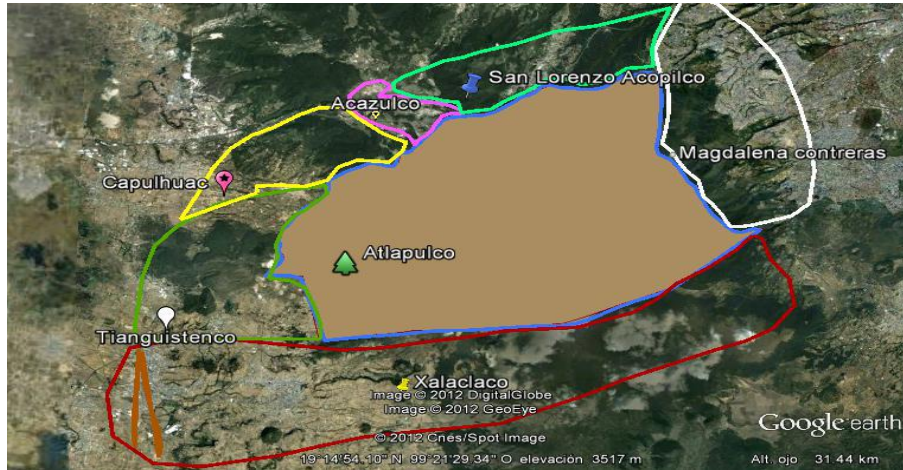 San Lorenzo Acopilco
Acazulco
Magdalena contreras
Capulhuac
Atlapulco
Tianguistenco
Xalaclaco
Image © 2012 DigitalGlobe
Image © 2012 GeoEye
© 2012 Cnes/Spot Image
Google earth
19°14'54.10" N 99°21'29.34" O elevación 3517 m
Alt. ojo 31.44 km